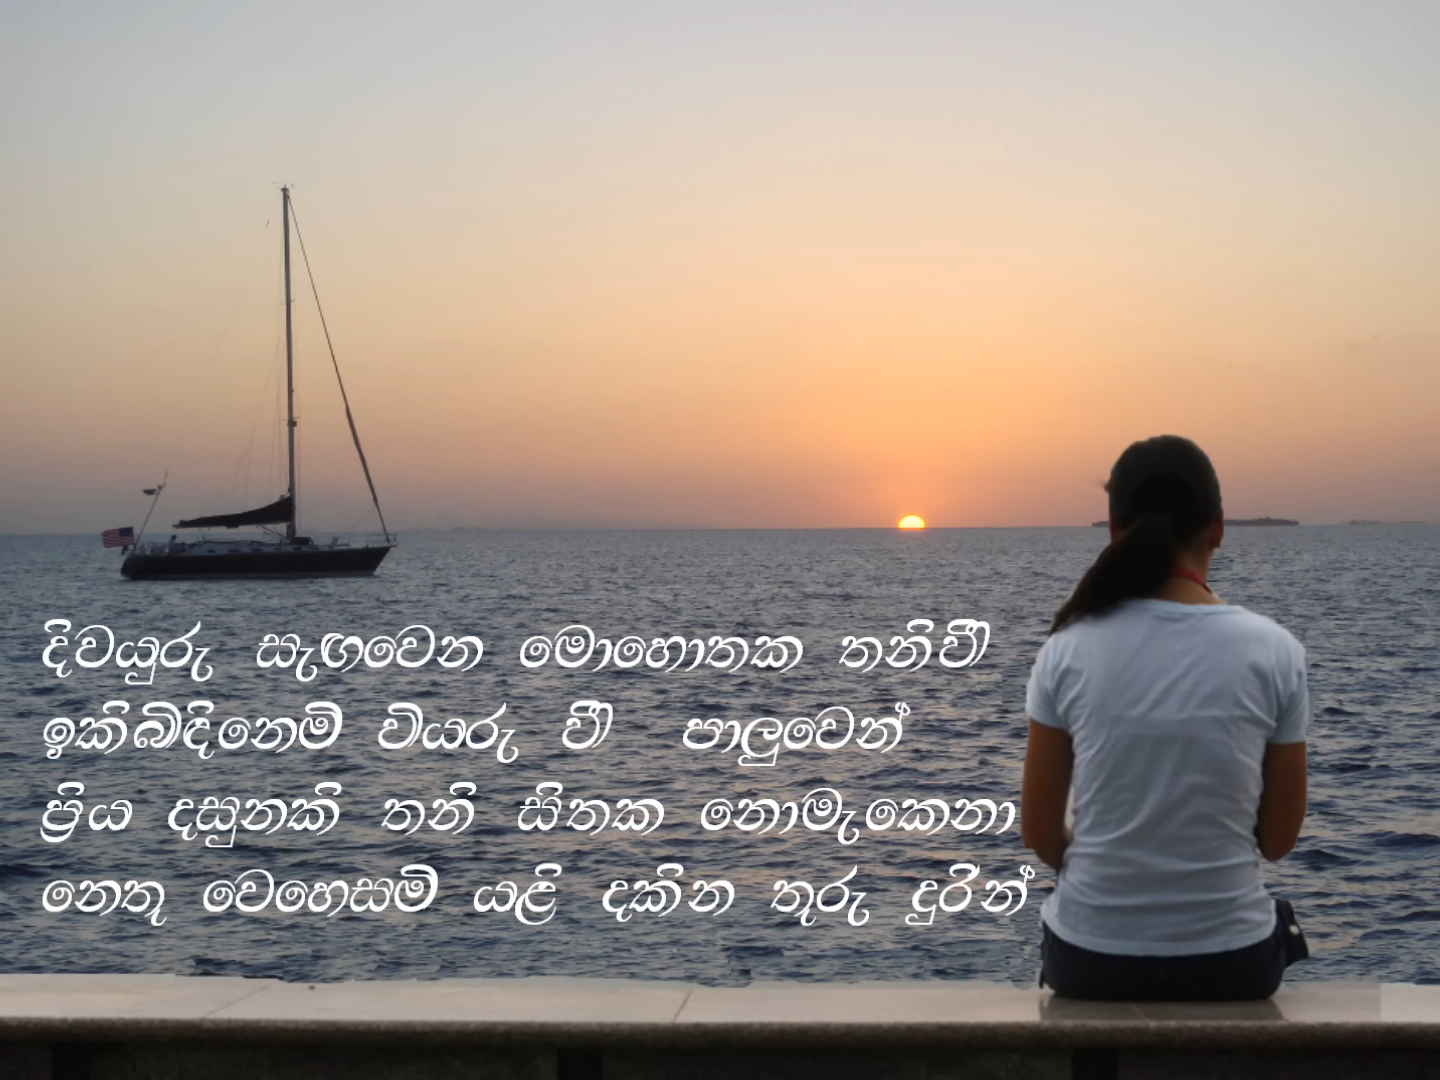 දිවයුරු සැඟවෙන මොහොතක තනිවී
ඉකිබිඳිනෙමි වියරු වී පාලුවෙන්
ප්‍රිය දසුනකි තනි සිතක නොමැකෙනා
නෙතු වෙහෙසමි යළි දකින තුරු දුරින්